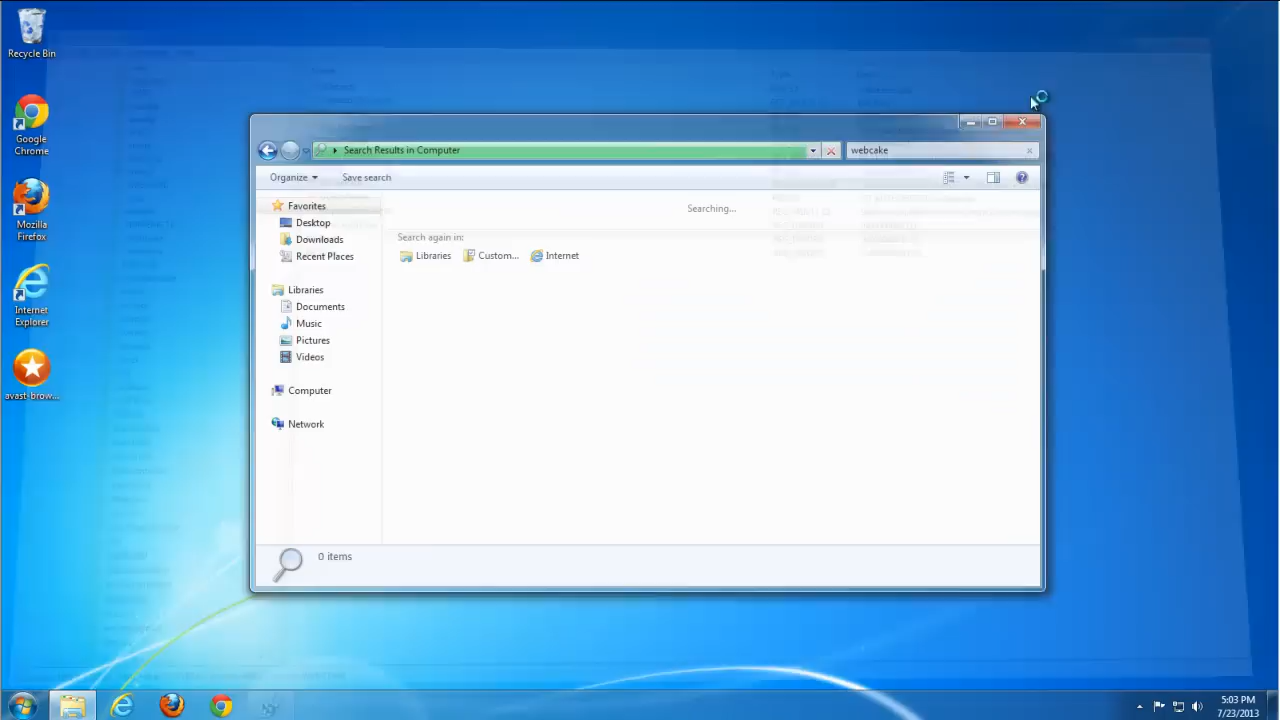 Recycle Bin
Google
Chrome
Mozilla
Firefox
Internet
Explorer
avast-brow...
Search Results in Computer
webcake
Organize
Save search
Favorites
Desktop
Downloads
Recent Places
Libraries
Documents
Music
Pictures
Videos
Computer
Network
Searching...
Search again in:
Libraries
Custom...
Internet
0 items
5:03 PM
7/23/2013